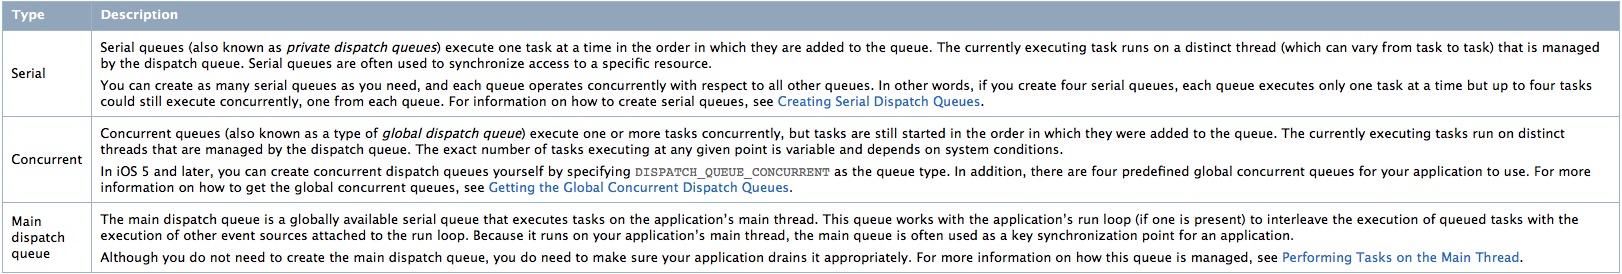 Type Description
Serial
Serial queues (also known as private dispatch queues) execute one task at a time in the order in which they are added to the queue. The currently executing task runs on a distinct thread (which can vary from task to task) that is managed
by the dispatch queue. Serial queues are often used to synchronize access to a specific resource.
You can create as many serial queues as you need, and each queue operates concurrently with respect to all other queues. In other words, if you create four serial queues, each queue executes only one task at a time but up to four tasks
could still execute concurrently, one from each queue. For information on how to create serial queues, see Creating Serial Dispatch Queues.
Concurrent
Concurrent queues (also known as a type of global dispatch queue) execute one or more tasks concurrently, but tasks are still started in the order in which they were added to the queue. The currently executing tasks run on distinct
threads that are managed by the dispatch queue. The exact number of tasks executing at any given point is variable and depends on system conditions.
In iOS 5 and later, you can create concurrent dispatch queues yourself by specifying DISPATCH_QUEUE_CONCURRENT as the queue type. In addition, there are four predefined global concurrent queues for your application to use. For more
information on how to get the global concurrent queues, see Getting the Global Concurrent Dispatch Queues.
Main
dispatch
queue
The main dispatch queue is a globally available serial queue that executes tasks on the application’s main thread. This queue works with the application’s run loop (if one is present) to interleave the execution of queued tasks with the
execution of other event sources attached to the run loop. Because it runs on your application’s main thread, the main queue is often used as a key synchronization point for an application.
Although you do not need to create the main dispatch queue, you do need to make sure your application drains it appropriately. For more information on how this queue is managed, see Performing Tasks on the Main Thread.